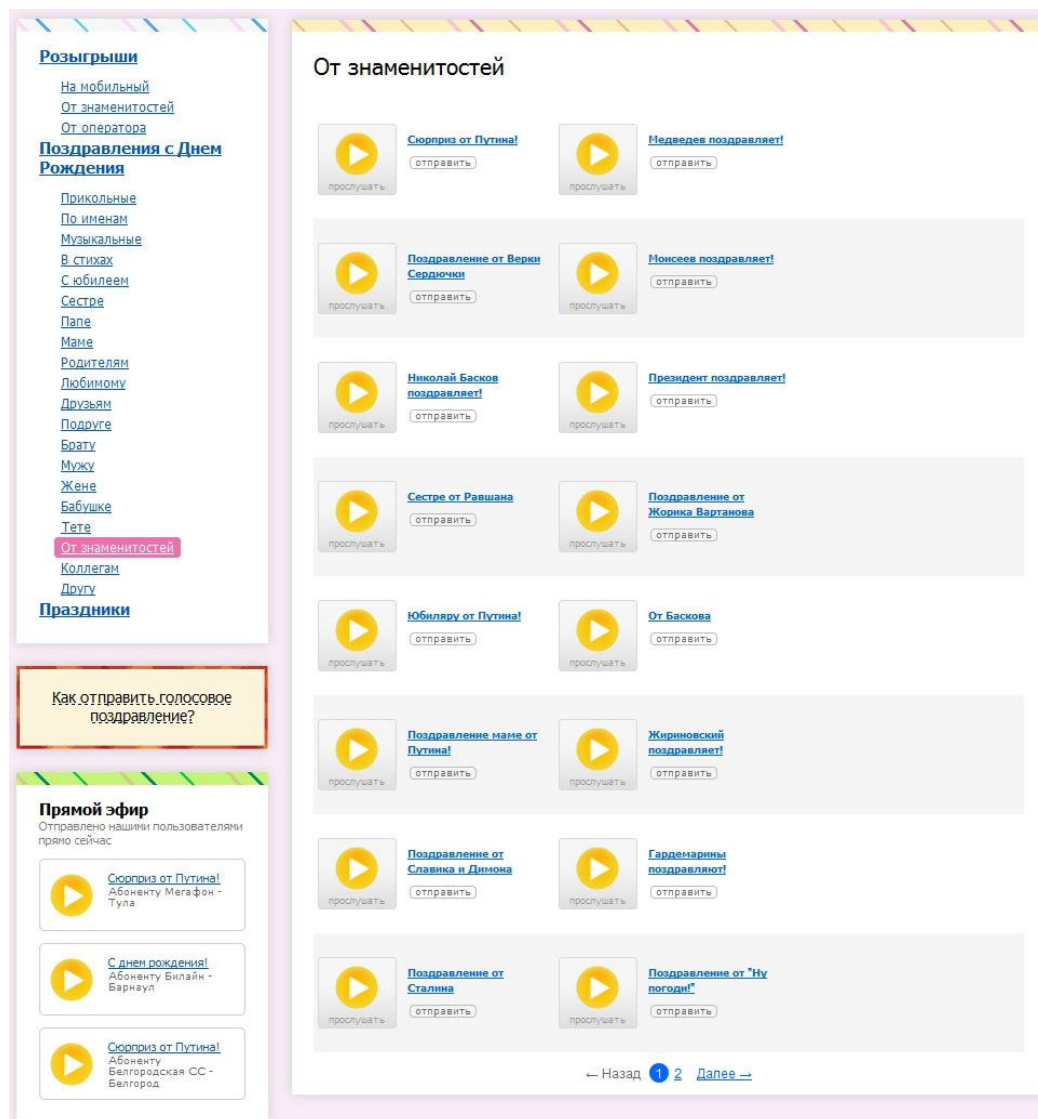 Розыгрыши
На мобильный
От знаменитостей
От оператора
Поздравления с Днем
Рождения
Прикольные
По именам
Музыкальные
В стихах
С юбилеем
Сестре
Папе
Маме
Родителям
Любимому
Друзьям
Подруге
Брату
Мужу
Жене
Бабушке
Тете
От знаменитостей
Коллегам
Другу
Праздники
Как отправить голосовое
поздравление?
Прямой эфир
Отправлено нашими пользователями
прямо сейчас
Сюрприз от Путина!
Абоненту Мегафон -
Тула
С днем рождения!
Абоненту Билайн -
Барнаул
Сюрприз от Путина!
Абоненту
Белгородская СС -
Белгород
От знаменитостей
Сюрприз от Путина!
отправить
прослушать
Медведев поздравляет!
отправить
прослушать
Поздравление от Верки
Сердючки
отправить
прослушать
Моисеев поздравляет!
отправить
прослушать
Николай Басков
поздравляет!
отправить
прослушать
Президент поздравляет!
отправить
прослушать
Сестре от Равшана
отправить
прослушать
Поздравление от
Жорика Вартанова
отправить
прослушать
Юбиляру от Путина!
отправить
прослушать
От Баскова
отправить
прослушать
Поздравление маме от
Путина!
отправить
прослушать
Жириновский
поздравляет!
отправить
прослушать
Поздравление от
Славика и Димона
отправить
прослушать
Гардемарины
поздравляют!
отправить
прослушать
Поздравление от
Сталина
отправить
прослушать
Поздравление от "Ну
погоди!"
отправить
прослушать
← Назад 1 2 Далее →